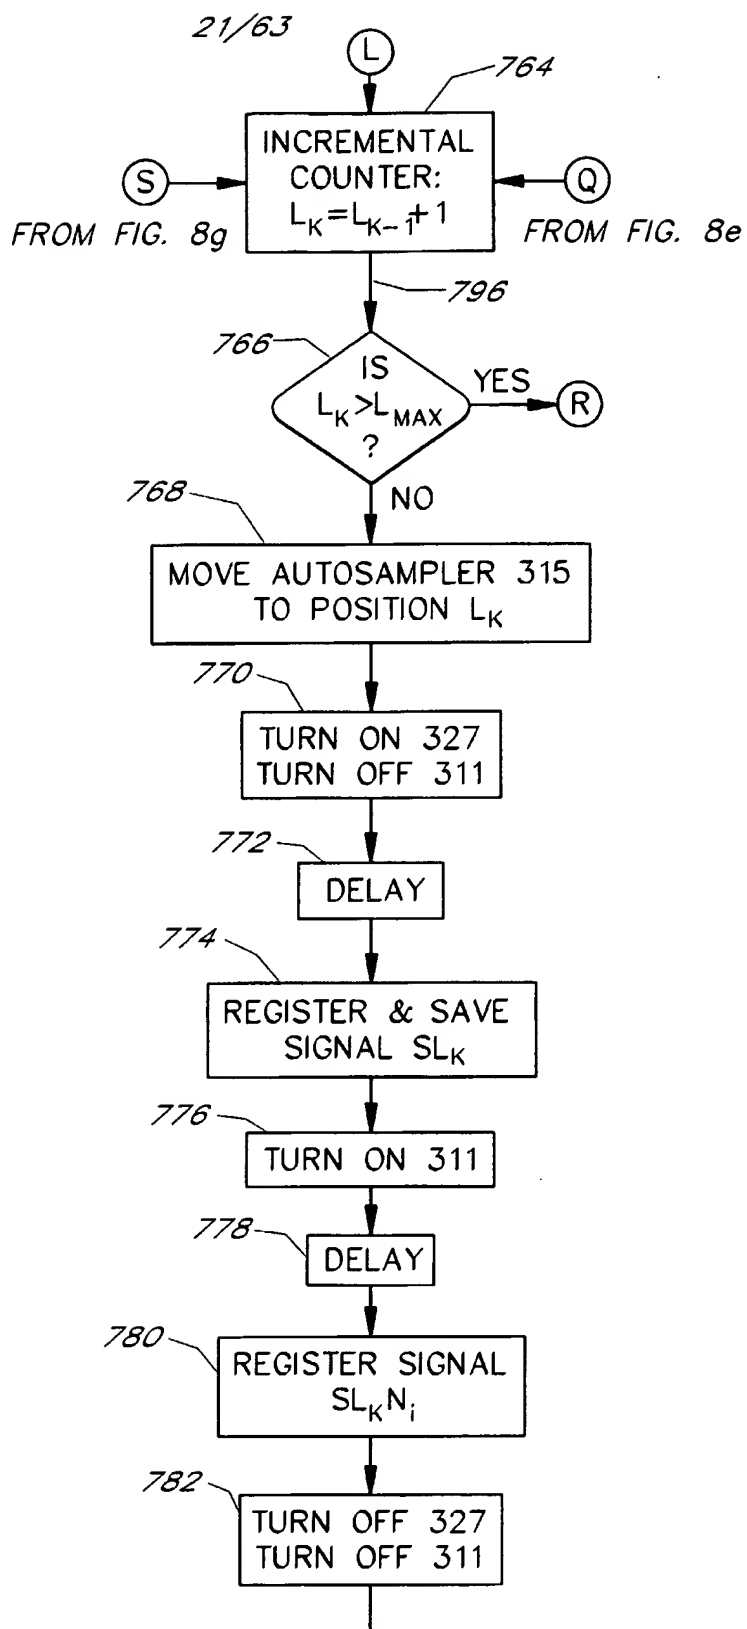 21/63
L
764
INCREMENTAL
COUNTER:
L_K=L_{K-1}+1
S
Q
FROM FIG. 8g
FROM FIG. 8e
796
766
IS
L_K>L_{MAX}
?
YES
R
NO
768
MOVE AUTOSAMPLER 315
TO POSITION L_K
770
TURN ON 327
TURN OFF 311
772
DELAY
774
REGISTER & SAVE
SIGNAL SL_K
776
TURN ON 311
778
DELAY
780
REGISTER SIGNAL
SL_KN_i
782
TURN OFF 327
TURN OFF 311